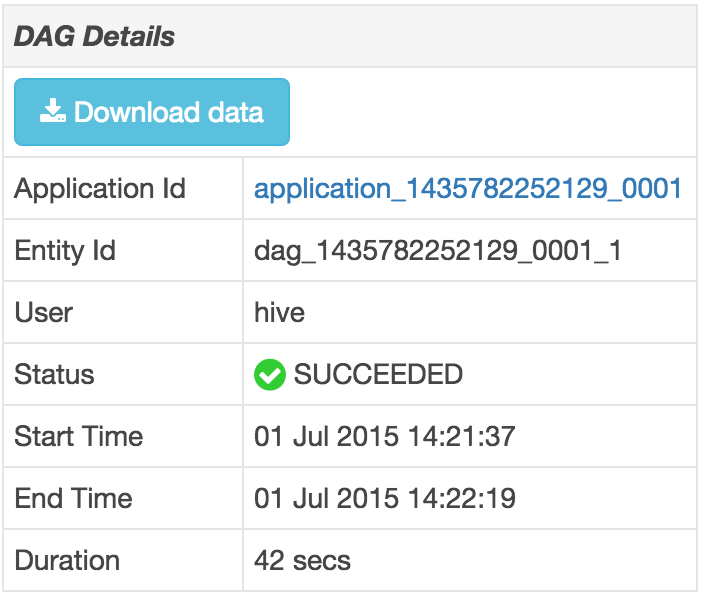 DAG Details
Download data
Application Id application_1435782252129_0001
Entity Id dag_1435782252129_0001_1
User hive
Status SUCCEEDED
Start Time 01 Jul 2015 14:21:37
End Time 01 Jul 2015 14:22:19
Duration 42 secs